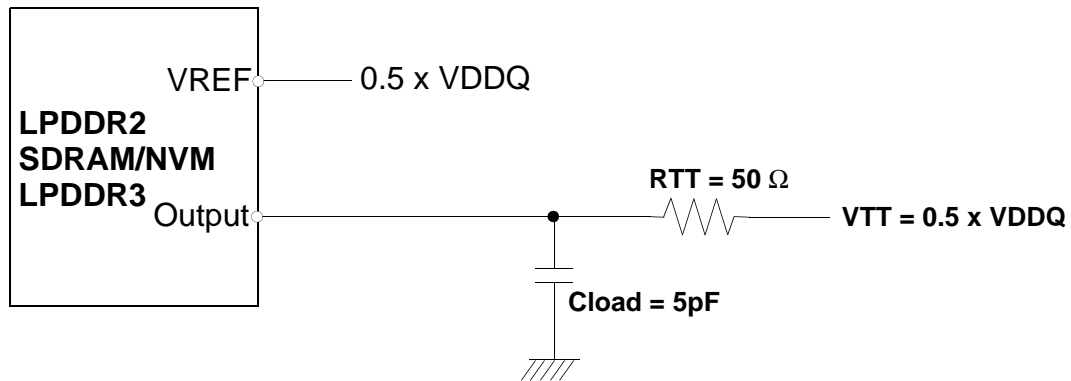 VREF
0.5 x VDDQ
LPDDR2
SDRAM/NVM
LPDDR3
Output
RTT = 50 Ω
VTT = 0.5 x VDDQ
Cload = 5pF